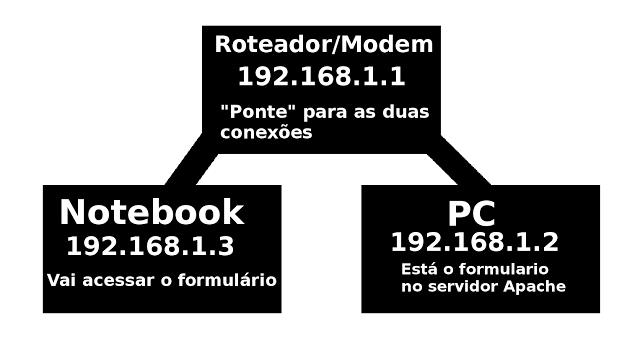 Roteador/Modem
192.168.1.1
"Ponte" para as duas
conexões
Notebook
192.168.1.3
Vai acessar o formulário
PC
192.168.1.2
Está o formulario
no servidor Apache